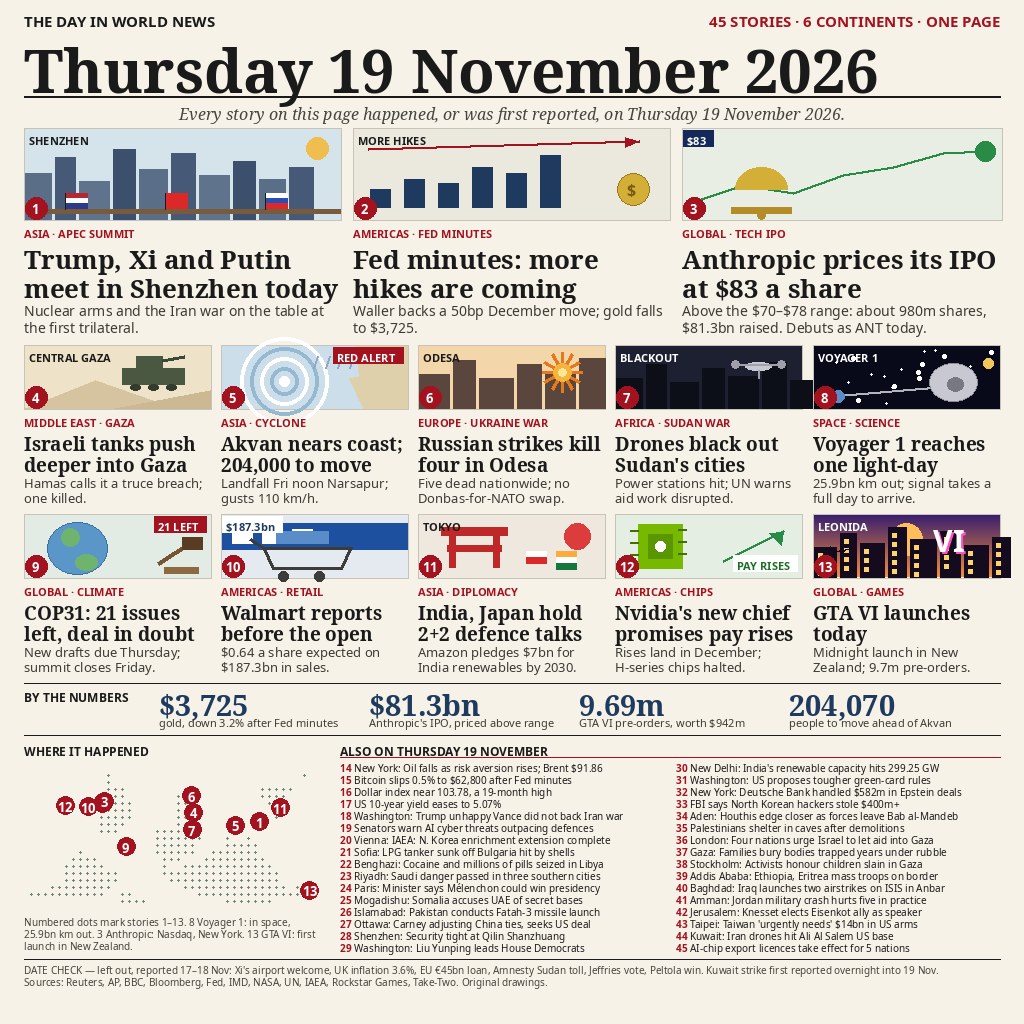 THE DAY IN WORLD NEWS
45 STORIES · 6 CONTINENTS · ONE PAGE
Thursday 19 November 2026
Every story on this page happened, or was first reported, on Thursday 19 November 2026.
SHENZHEN
1
ASIA · APEC SUMMIT
Trump, Xi and Putin
meet in Shenzhen today
Nuclear arms and the Iran war on the table at
the first trilateral.
MORE HIKES
$
2
AMERICAS · FED MINUTES
Fed minutes: more
hikes are coming
Waller backs a 50bp December move; gold falls
to $3,725.
$83
3
GLOBAL · TECH IPO
Anthropic prices its IPO
at $83 a share
Above the $70–$78 range: about 980m shares,
$81.3bn raised. Debuts as ANT today.
CENTRAL GAZA
4
MIDDLE EAST · GAZA
Israeli tanks push
deeper into Gaza
Hamas calls it a truce breach;
one killed.
RED ALERT
5
ASIA · CYCLONE
Akvan nears coast;
204,000 to move
Landfall Fri noon Narsapur;
gusts 110 km/h.
ODESA
6
EUROPE · UKRAINE WAR
Russian strikes kill
four in Odesa
Five dead nationwide; no
Donbas-for-NATO swap.
BLACKOUT
7
AFRICA · SUDAN WAR
Drones black out
Sudan's cities
Power stations hit; UN warns
aid work disrupted.
VOYAGER 1
8
SPACE · SCIENCE
Voyager 1 reaches
one light-day
25.9bn km out; signal takes a
full day to arrive.
21 LEFT
9
GLOBAL · CLIMATE
COP31: 21 issues
left, deal in doubt
New drafts due Thursday;
summit closes Friday.
$187.3bn
10
AMERICAS · RETAIL
Walmart reports
before the open
$0.64 a share expected on
$187.3bn in sales.
TOKYO
11
ASIA · DIPLOMACY
India, Japan hold
2+2 defence talks
Amazon pledges $7bn for
India renewables by 2030.
PAY RISES
12
AMERICAS · CHIPS
Nvidia's new chief
promises pay rises
Rises land in December;
H-series chips halted.
LEONIDA
VI
13
GLOBAL · GAMES
GTA VI launches
today
Midnight launch in New
Zealand; 9.7m pre-orders.
BY THE NUMBERS
$3,725
gold, down 3.2% after Fed minutes
$81.3bn
Anthropic's IPO, priced above range
9.69m
GTA VI pre-orders, worth $942m
204,070
people to move ahead of Akvan
WHERE IT HAPPENED
12
10
3
6
4
7
5
1
11
9
13
Numbered dots mark stories 1–13. 8 Voyager 1: in space,
25.9bn km out. 3 Anthropic: Nasdaq, New York. 13 GTA VI: first
launch in New Zealand.
ALSO ON THURSDAY 19 NOVEMBER
14 New York: Oil falls as risk aversion rises; Brent $91.86
15 Bitcoin slips 0.5% to $62,800 after Fed minutes
16 Dollar index near 103.78, a 19-month high
17 US 10-year yield eases to 5.07%
18 Washington: Trump unhappy Vance did not back Iran war
19 Senators warn AI cyber threats outpacing defences
20 Vienna: IAEA: N. Korea enrichment extension complete
21 Sofia: LPG tanker sunk off Bulgaria hit by shells
22 Benghazi: Cocaine and millions of pills seized in Libya
23 Riyadh: Saudi danger passed in three southern cities
24 Paris: Minister says Mélenchon could win presidency
25 Mogadishu: Somalia accuses UAE of secret bases
26 Islamabad: Pakistan conducts Fatah-3 missile launch
27 Ottawa: Carney adjusting China ties, seeks US deal
28 Shenzhen: Security tight at Qilin Shanzhuang
29 Washington: Liu Yunping leads House Democrats
30 New Delhi: India's renewable capacity hits 299.25 GW
31 Washington: US proposes tougher green-card rules
32 New York: Deutsche Bank handled $582m in Epstein deals
33 FBI says North Korean hackers stole $400m+
34 Aden: Houthis edge closer as forces leave Bab al-Mandeb
35 Palestinians shelter in caves after demolitions
36 London: Four nations urge Israel to let aid into Gaza
37 Gaza: Families bury bodies trapped years under rubble
38 Stockholm: Activists honour children slain in Gaza
39 Addis Ababa: Ethiopia, Eritrea mass troops on border
40 Baghdad: Iraq launches two airstrikes on ISIS in Anbar
41 Amman: Jordan military crash hurts five in practice
42 Jerusalem: Knesset elects Eisenkot ally as speaker
43 Taipei: Taiwan 'urgently needs' $14bn in US arms
44 Kuwait: Iran drones hit Ali Al Salem US base
45 AI-chip export licences take effect for 5 nations
DATE CHECK — left out, reported 17–18 Nov: Xi's airport welcome, UK inflation 3.6%, EU €45bn loan, Amnesty Sudan toll, Jeffries vote, Peltola win. Kuwait strike first reported overnight into 19 Nov.
Sources: Reuters, AP, BBC, Bloomberg, Fed, IMD, NASA, UN, IAEA, Rockstar Games, Take-Two. Original drawings.